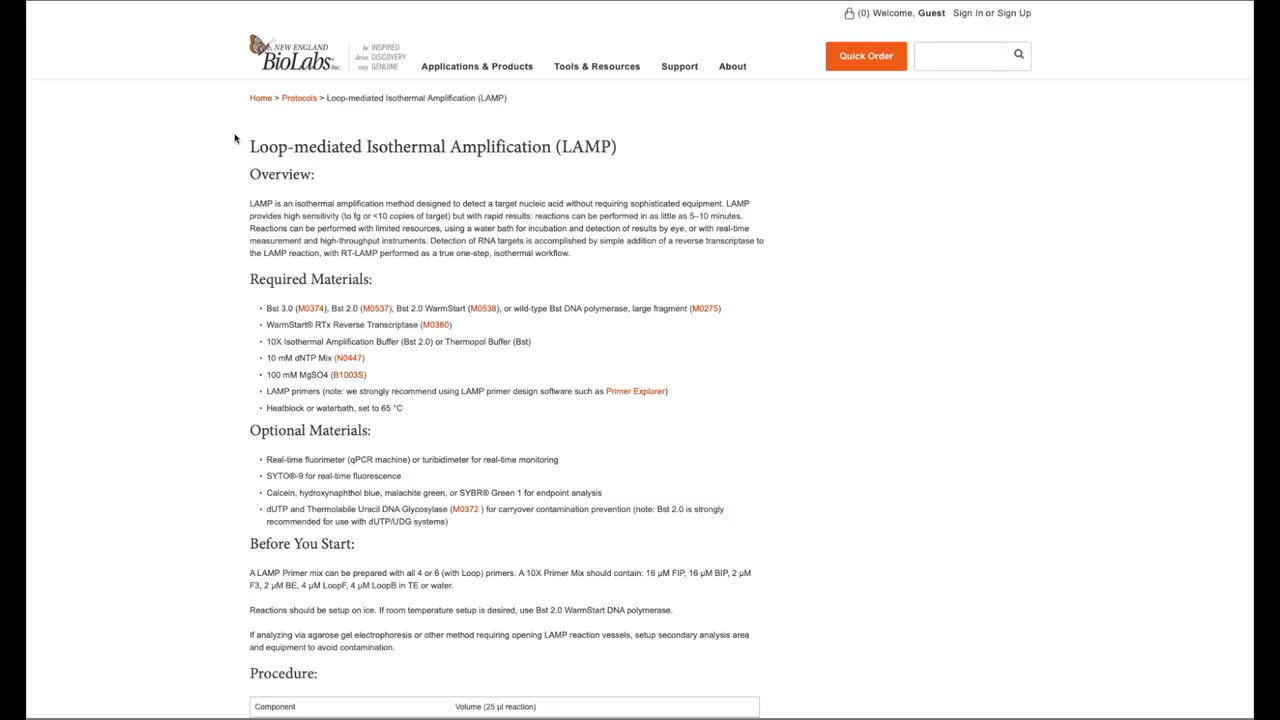 (0) Welcome, Guest Sign In or Sign Up
NEW ENGLAND
BioLabs Inc.
be INSPIRED
drive DISCOVERY
stay GENUINE
Applications & Products Tools & Resources Support About
Quick Order
Home > Protocols > Loop-mediated Isothermal Amplification (LAMP)
Loop-mediated Isothermal Amplification (LAMP)
Overview:
LAMP is an isothermal amplification method designed to detect a target nucleic acid without requiring sophisticated equipment. LAMP
provides high sensitivity (to fg or <10 copies of target) but with rapid results: reactions can be performed in as little as 5–10 minutes.
Reactions can be performed with limited resources, using a water bath for incubation and detection of results by eye, or with real-time
measurement and high-throughput instruments. Detection of RNA targets is accomplished by simple addition of a reverse transcriptase to
the LAMP reaction, with RT-LAMP performed as a true one-step, isothermal workflow.
Required Materials:
• Bst 3.0 (M0374), Bst 2.0 (M0537), Bst 2.0 WarmStart (M0538), or wild-type Bst DNA polymerase, large fragment (M0275)
• WarmStart® RTx Reverse Transcriptase (M0380)
• 10X Isothermal Amplification Buffer (Bst 2.0) or Thermopol Buffer (Bst)
• 10 mM dNTP Mix (N0447)
• 100 mM MgSO4 (B1003S)
• LAMP primers (note: we strongly recommend using LAMP primer design software such as Primer Explorer)
• Heatblock or waterbath, set to 65 °C
Optional Materials:
• Real-time fluorimeter (qPCR machine) or turibidimeter for real-time monitoring
• SYTO®-9 for real-time fluorescence
• Calcein, hydroxynaphthol blue, malachite green, or SYBR® Green 1 for endpoint analysis
• dUTP and Thermolabile Uracil DNA Glycosylase (M0372 ) for carryover contamination prevention (note: Bst 2.0 is strongly
recommended for use with dUTP/UDG systems)
Before You Start:
A LAMP Primer mix can be prepared with all 4 or 6 (with Loop) primers. A 10X Primer Mix should contain: 16 µM FIP, 16 µM BIP, 2 µM
F3, 2 µM BE, 4 µM LoopF, 4 µM LoopB in TE or water.
Reactions should be setup on ice. If room temperature setup is desired, use Bst 2.0 WarmStart DNA polymerase.
If analyzing via agarose gel electrophoresis or other method requiring opening LAMP reaction vessels, setup secondary analysis area
and equipment to avoid contamination.
Procedure:
Component Volume (25 µl reaction)